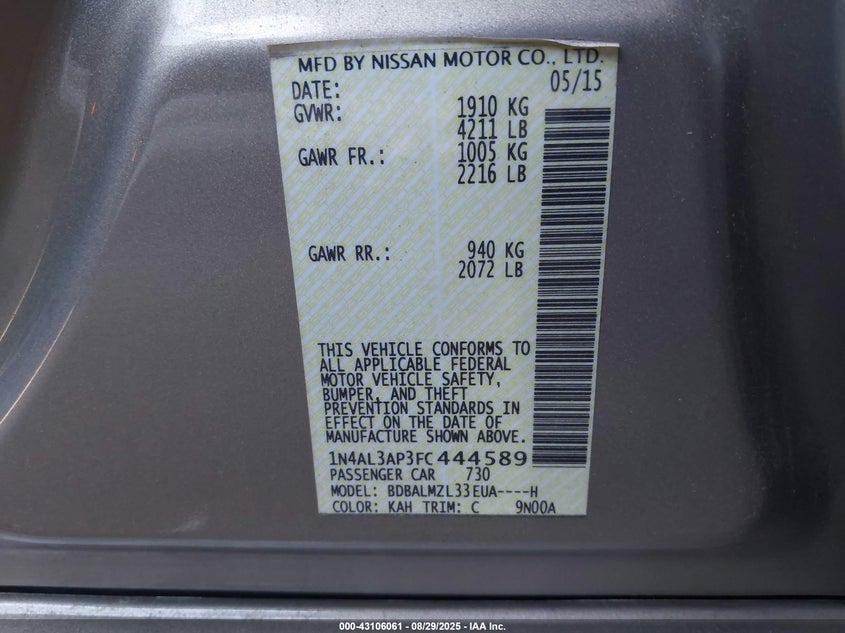 MFD BY NISSAN MOTOR CO., LTD.
DATE: 05/15
GVWR: 1910 KG
4211 LB
GAWR FR.: 1005 KG
2216 LB
GAWR RR.: 940 KG
2072 LB
THIS VEHICLE CONFORMS TO
ALL APPLICABLE FEDERAL
MOTOR VEHICLE SAFETY,
BUMPER, AND THEFT
PREVENTION STANDARDS IN
EFFECT ON THE DATE OF
MANUFACTURE SHOWN ABOVE.
1N4AL3AP3FC444589
PASSENGER CAR 730
MODEL: BDBALMZL33EUA----H
COLOR: KAH TRIM: C 9N00A
000-43106061 - 08/29/2025 - IAA Inc.